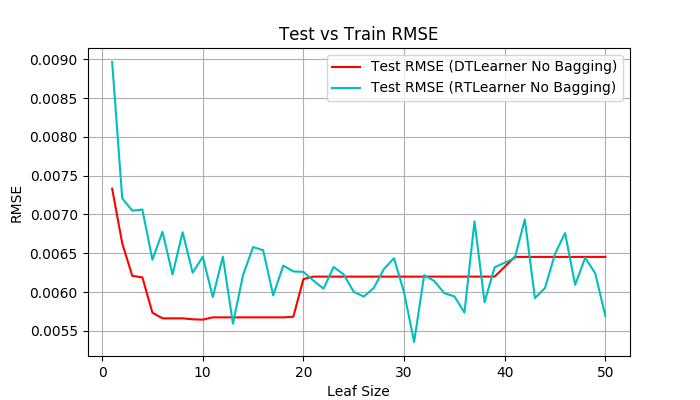 Test vs Train RMSE
Test RMSE (DTLearner No Bagging)
Test RMSE (RTLearner No Bagging)
RMSE
0.0090
0.0085
0.0080
0.0075
0.0070
0.0065
0.0060
0.0055
0 10 20 30 40 50
Leaf Size